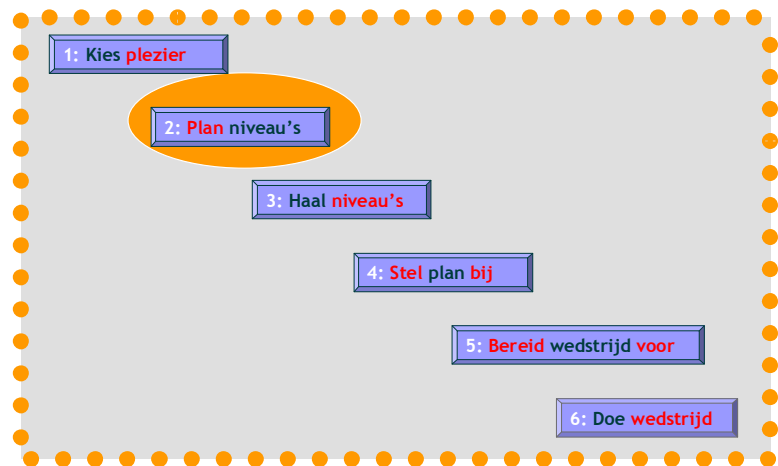 1: Kies plezier
2: Plan niveau’s
3: Haal niveau’s
4: Stel plan bij
5: Bereid wedstrijd voor
6: Doe wedstrijd